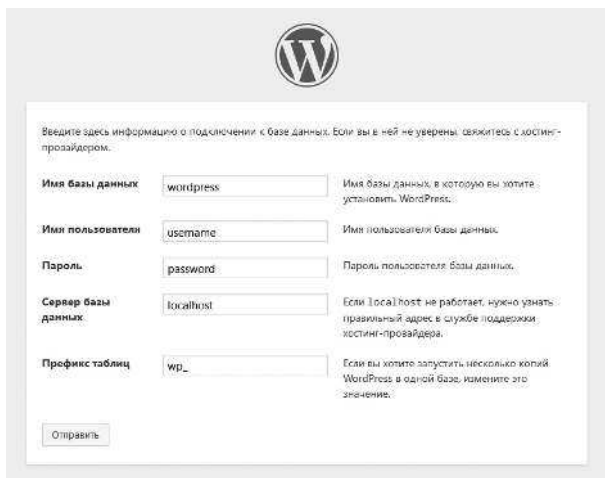 Введите здесь информацию о подключении к базе данных. Если вы в ней не уверены, свяжитесь с хостинг-
провайдером.
Имя базы данных
wordpress
Имя базы данных, в которую вы хотите
установить WordPress.
Имя пользователя
username
Имя пользователя базы данных.
Пароль
password
Пароль пользователя базы данных.
Сервер базы
данных
localhost
Если localhost не работает, нужно узнать
правильный адрес в службе поддержки
хостинг-провайдера.
Префикс таблиц
wp_
Если вы хотите запустить несколько копий
WordPress в одной базе, измените это
значение.
Отправить